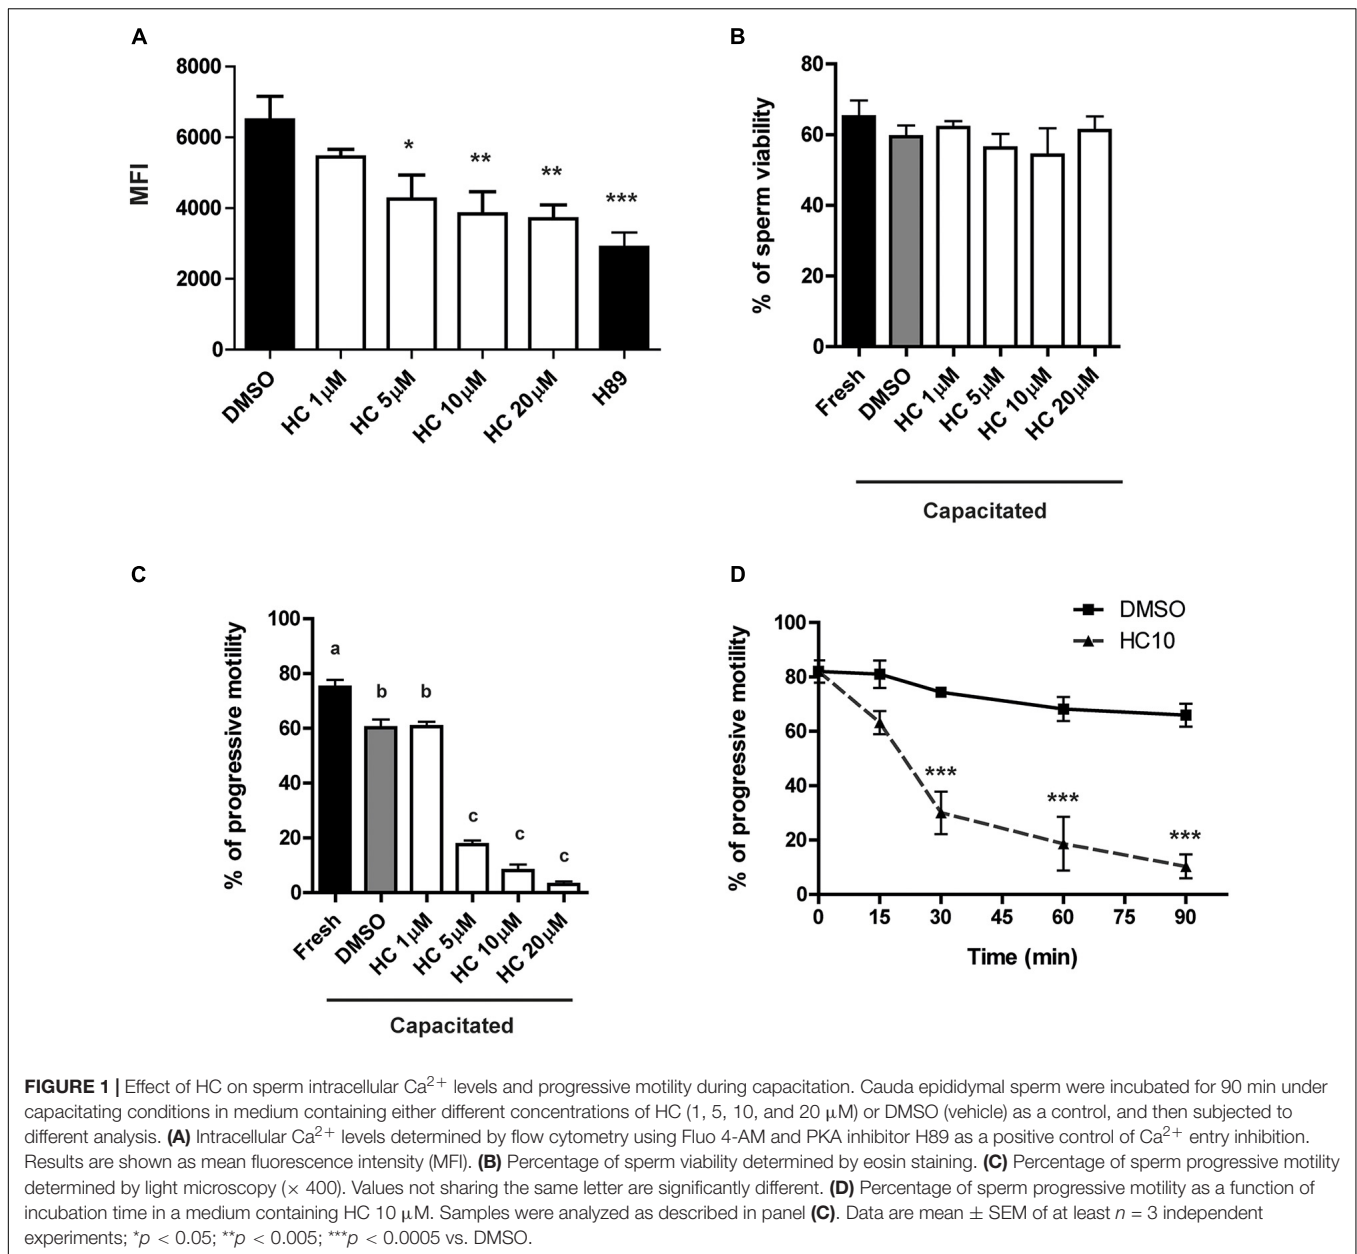 A
MFI
8000
6000
4000
2000
0
*
**
**
***
DMSO
HC 1μM
HC 5μM
HC 10μM
HC 20μM
H89
B
% of sperm viability
80
60
40
20
0
Fresh
DMSO
HC 1μM
HC 5μM
HC 10μM
HC 20μM
Capacitated
C
% of progressive motility
100
80
60
40
20
0
a
b
b
c
c
c
Fresh
DMSO
HC 1μM
HC 5μM
HC 10μM
HC 20μM
Capacitated
D
DMSO
HC10
% of progressive motility
100
80
60
40
20
0
***
***
***
0 15 30 45 60 75 90
Time (min)
FIGURE 1 | Effect of HC on sperm intracellular Ca²⁺ levels and progressive motility during capacitation. Cauda epididymal sperm were incubated for 90 min under
capacitating conditions in medium containing either different concentrations of HC (1, 5, 10, and 20 μM) or DMSO (vehicle) as a control, and then subjected to
different analysis. (A) Intracellular Ca²⁺ levels determined by flow cytometry using Fluo 4-AM and PKA inhibitor H89 as a positive control of Ca²⁺ entry inhibition.
Results are shown as mean fluorescence intensity (MFI). (B) Percentage of sperm viability determined by eosin staining. (C) Percentage of sperm progressive motility
determined by light microscopy (× 400). Values not sharing the same letter are significantly different. (D) Percentage of sperm progressive motility as a function of
incubation time in a medium containing HC 10 μM. Samples were analyzed as described in panel (C). Data are mean ± SEM of at least n = 3 independent
experiments; *p < 0.05; **p < 0.005; ***p < 0.0005 vs. DMSO.